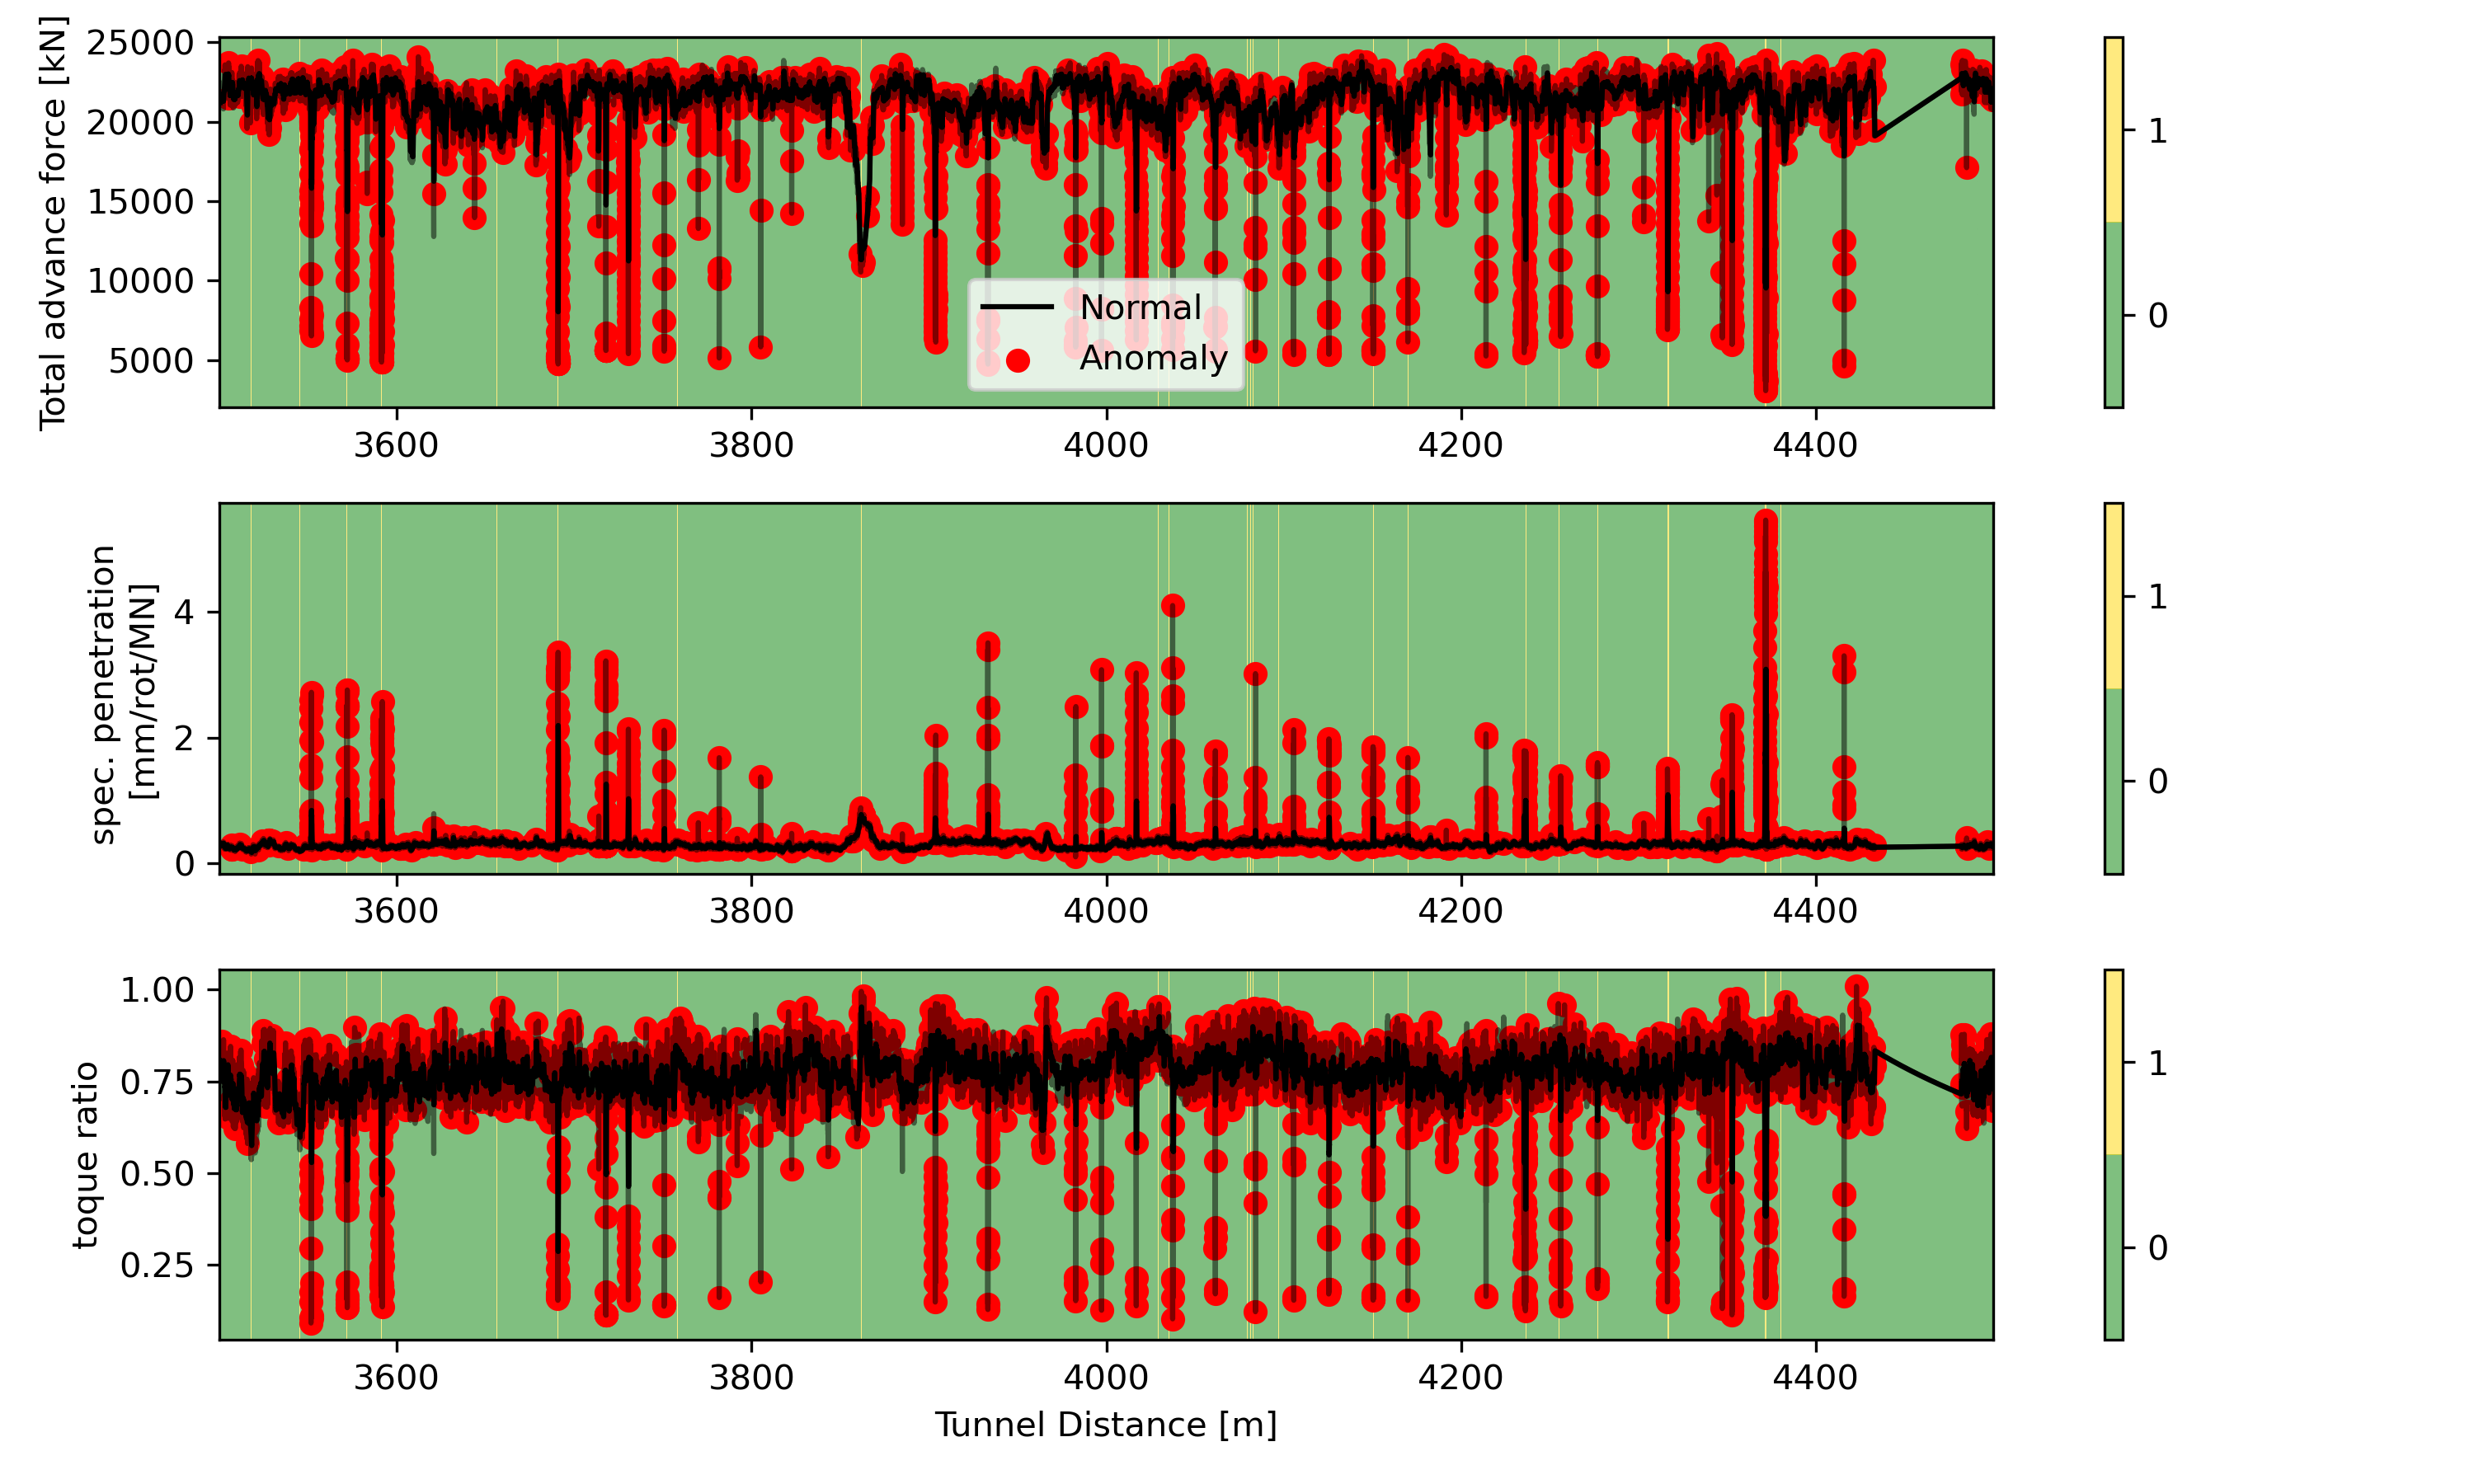 Total advance force [kN]
25000
20000
15000
10000
5000
Normal
Anomaly
3600 3800 4000 4200 4400
1
0
spec. penetration
[mm/rot/MN]
4
2
0
3600 3800 4000 4200 4400
1
0
toque ratio
1.00
0.75
0.50
0.25
3600 3800 4000 4200 4400
Tunnel Distance [m]
1
0